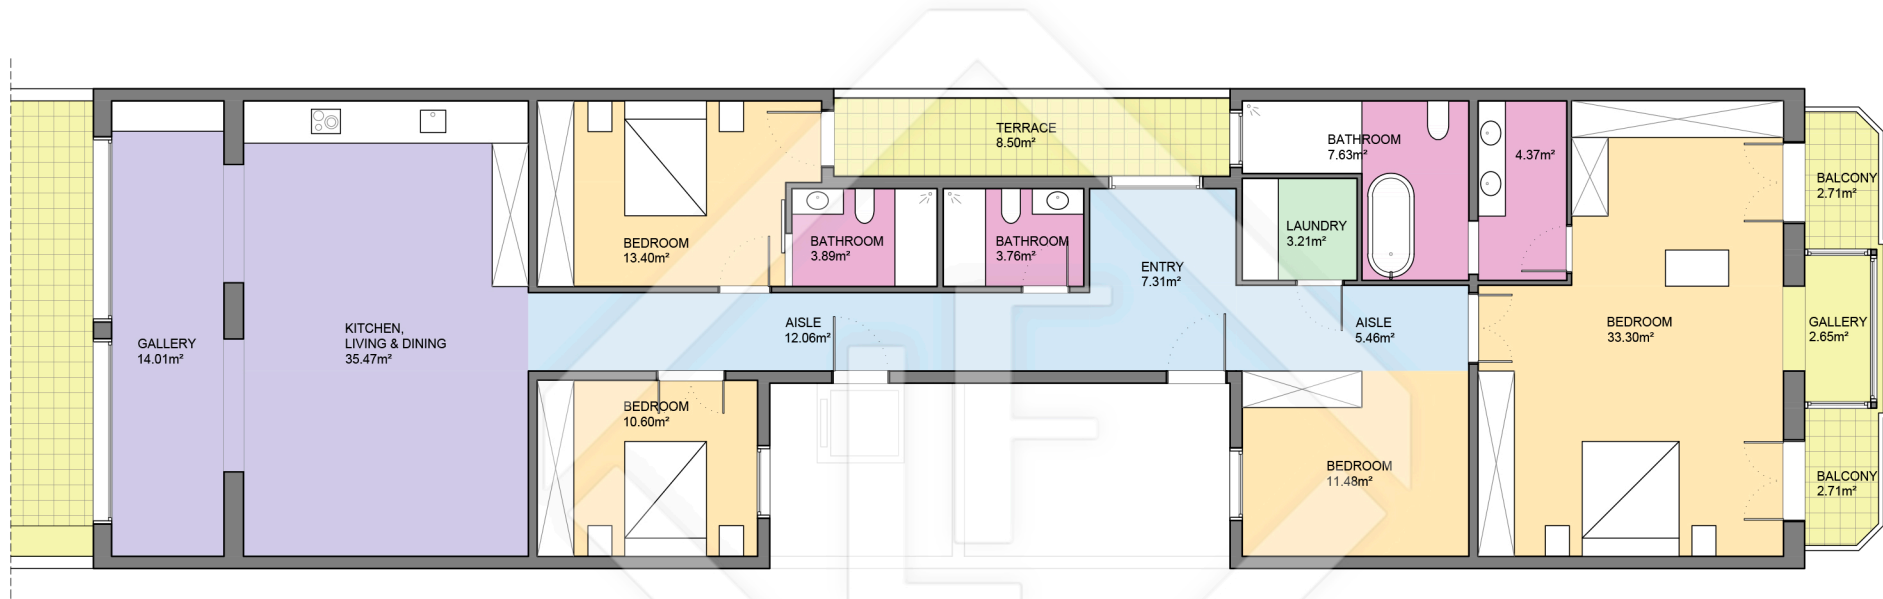 TERRACE
8.50m²
BATHROOM
7.63m²
4.37m²
BALCONY
2.71m²
BEDROOM
13.40m²
BATHROOM
3.89m²
BATHROOM
3.76m²
LAUNDRY
3.21m²
ENTRY
7.31m²
GALLERY
14.01m²
KITCHEN,
LIVING & DINING
35.47m²
AISLE
12.06m²
AISLE
5.46m²
BEDROOM
33.30m²
GALLERY
2.65m²
BEDROOM
10.60m²
BEDROOM
11.48m²
BALCONY
2.71m²